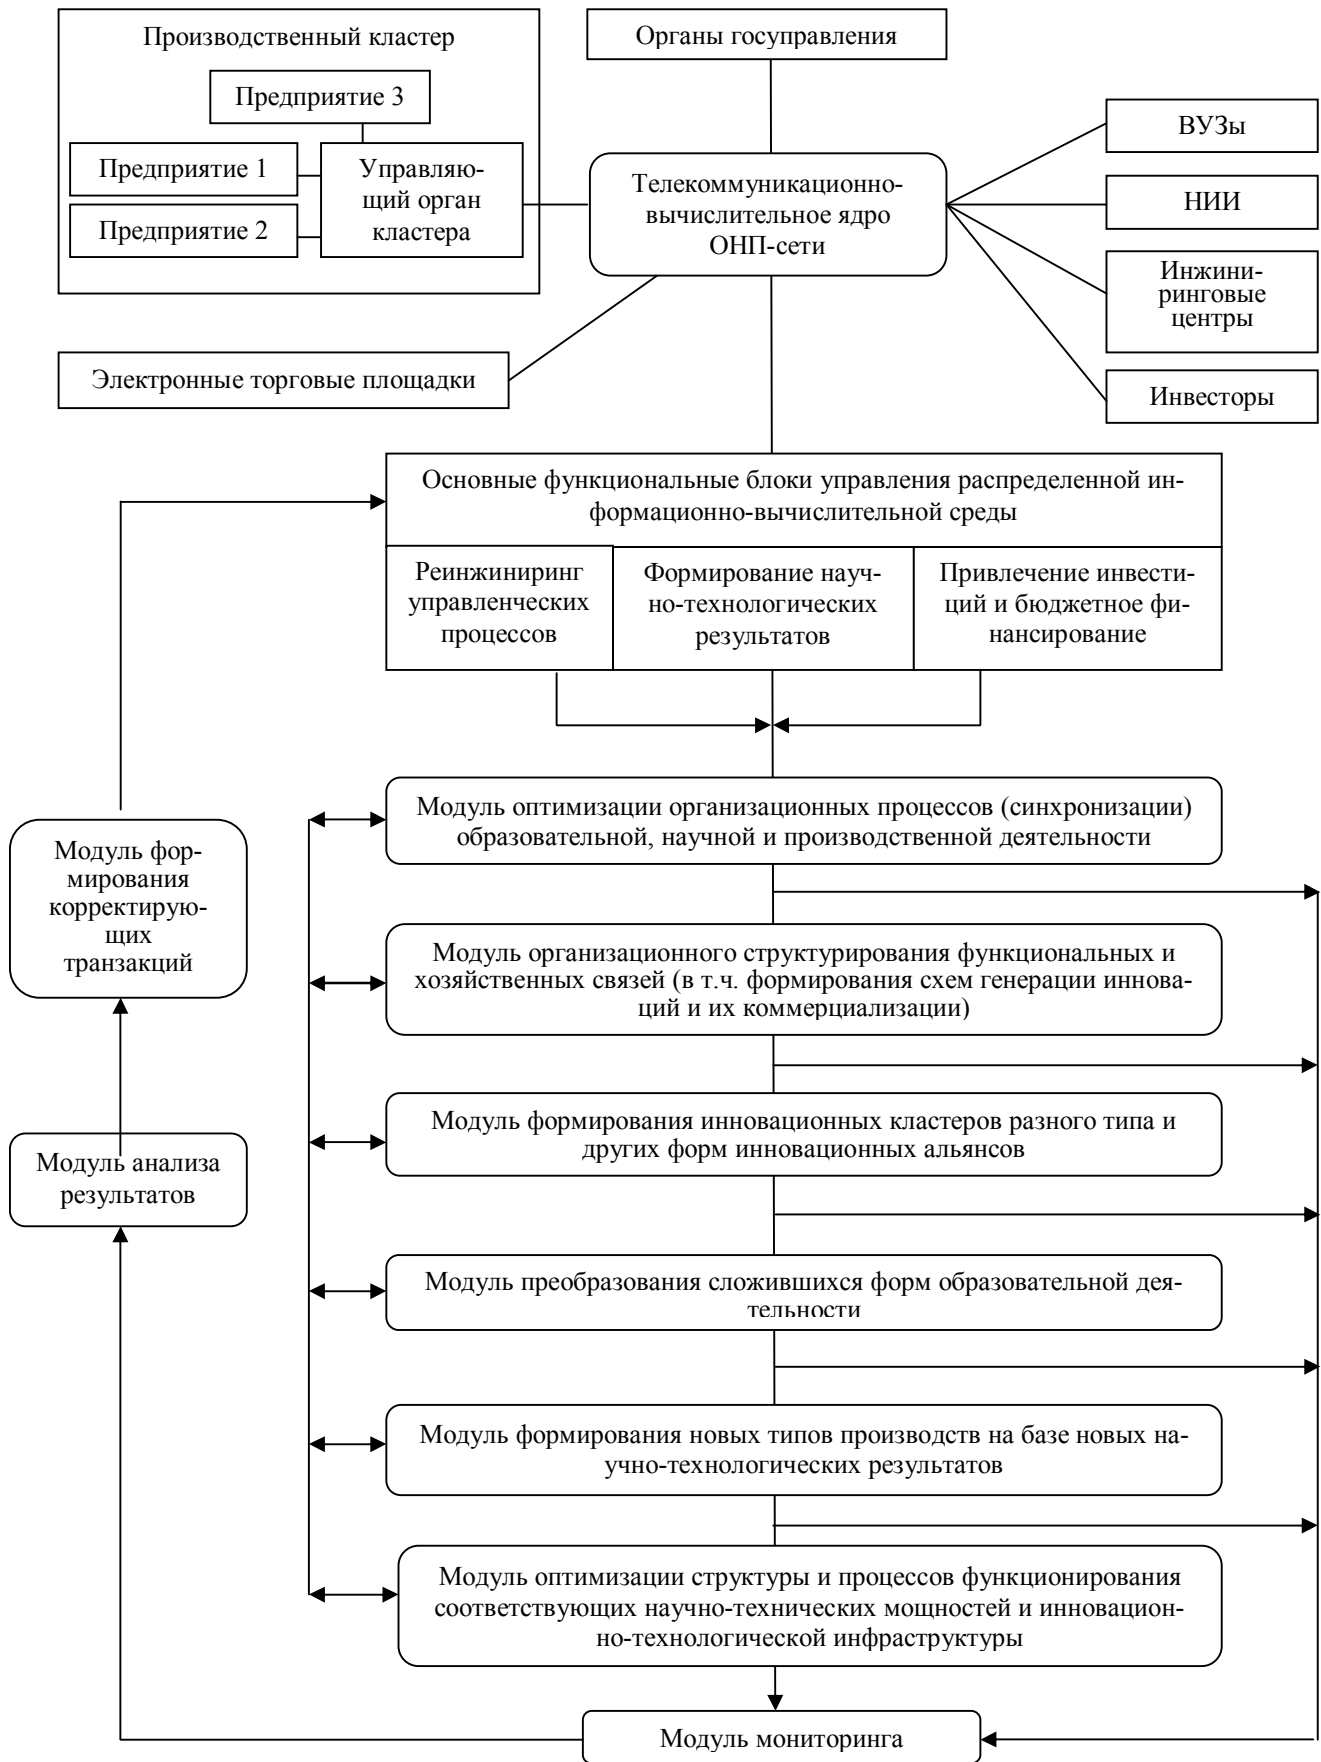 Производственный кластер
Органы госуправления
Предприятие 3
Предприятие 1
Предприятие 2
Управляю-
щий орган
кластера
Телекоммуникационно-
вычислительное ядро
ОНП-сети
ВУЗы
НИИ
Инжини-
ринговые
центры
Инвесторы
Электронные торговые площадки
Основные функциональные блоки управления распределенной ин-
формационно-вычислительной среды
Реинжиниринг
управленческих
процессов
Формирование науч-
но-технологических
результатов
Привлечение инвести-
ций и бюджетное фи-
нансирование
Модуль оптимизации организационных процессов (синхронизации)
образовательной, научной и производственной деятельности
Модуль фор-
мирования
корректирую-
щих
транзакций
Модуль организационного структурирования функциональных и
хозяйственных связей (в т.ч. формирования схем генерации иннова-
ций и их коммерциализации)
Модуль формирования инновационных кластеров разного типа и
других форм инновационных альянсов
Модуль анализа
результатов
Модуль преобразования сложившихся форм образовательной дея-
тельности
Модуль формирования новых типов производств на базе новых на-
учно-технологических результатов
Модуль оптимизации структуры и процессов функционирования
соответствующих научно-технических мощностей и инновацион-
но-технологической инфраструктуры
Модуль мониторинга